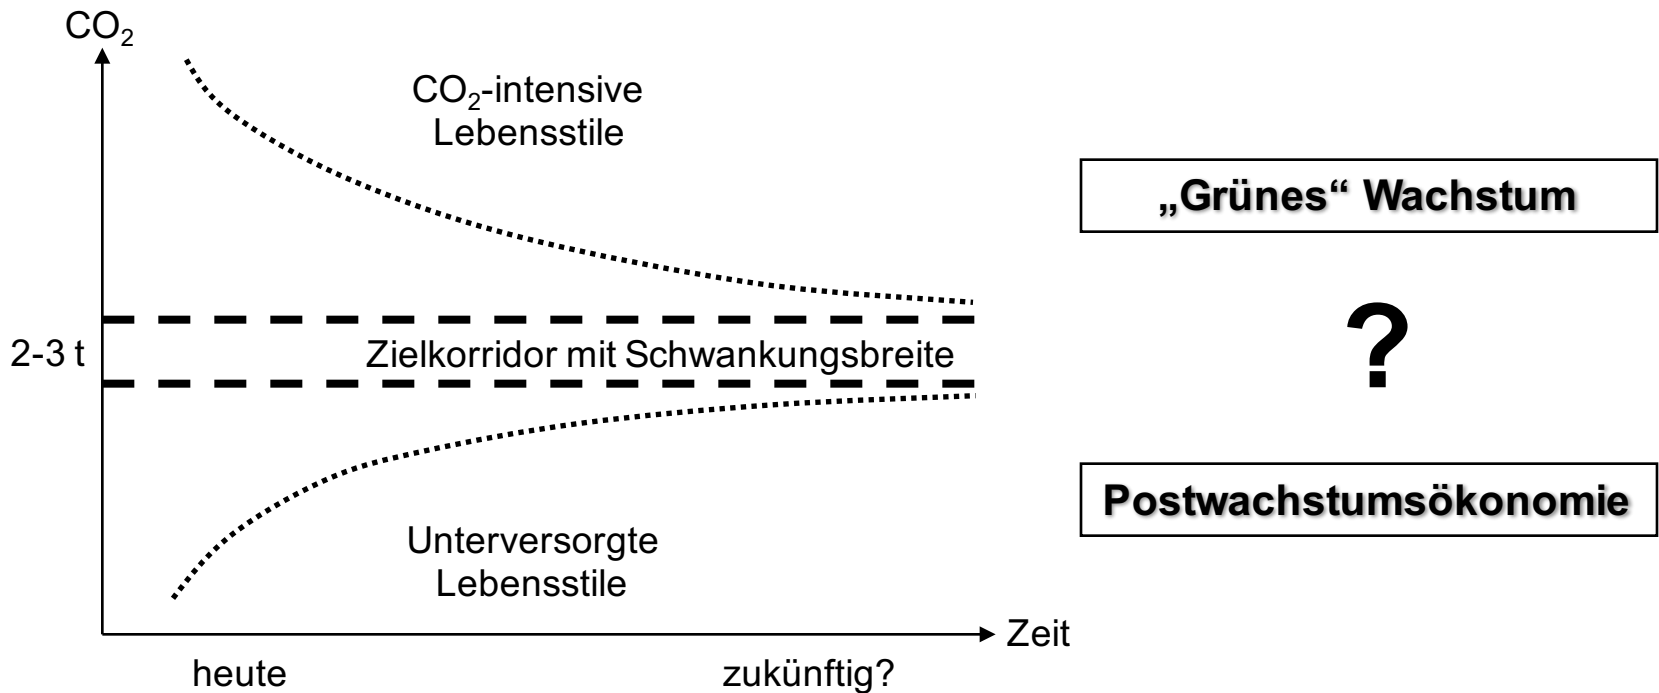 CO₂
CO₂-intensive
Lebensstile
„Grünes“ Wachstum
2-3 t
Zielkorridor mit Schwankungsbreite
?
Postwachstumsökonomie
Unterversorgte
Lebensstile
Zeit
heute
zukünftig?